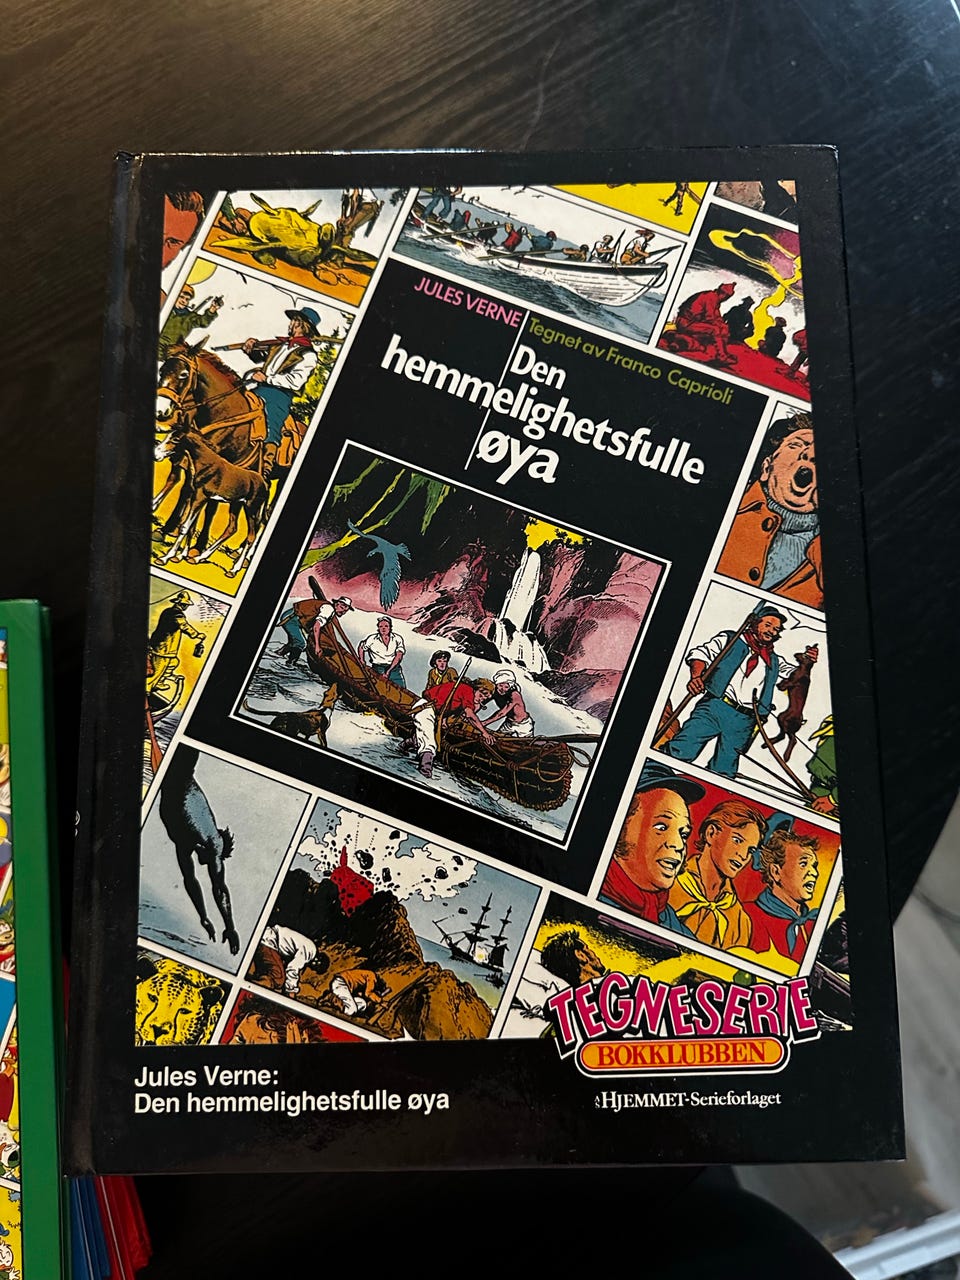 JULES VERNE
Tegnet av Franco Caprioli
Den
hemmelighetsfulle
øya
TEGNESERIE
BOKKLUBBEN
Jules Verne:
Den hemmelighetsfulle øya
A/S HJEMMET-Serieforlaget